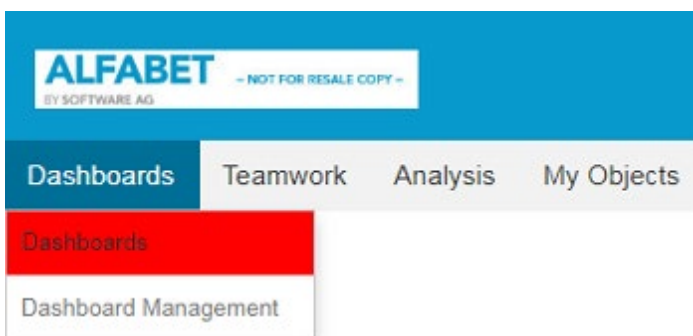 ALFABET – NOT FOR RESALE COPY –
BY SOFTWARE AG
Dashboards Teamwork Analysis My Objects
Dashboards
Dashboard Management